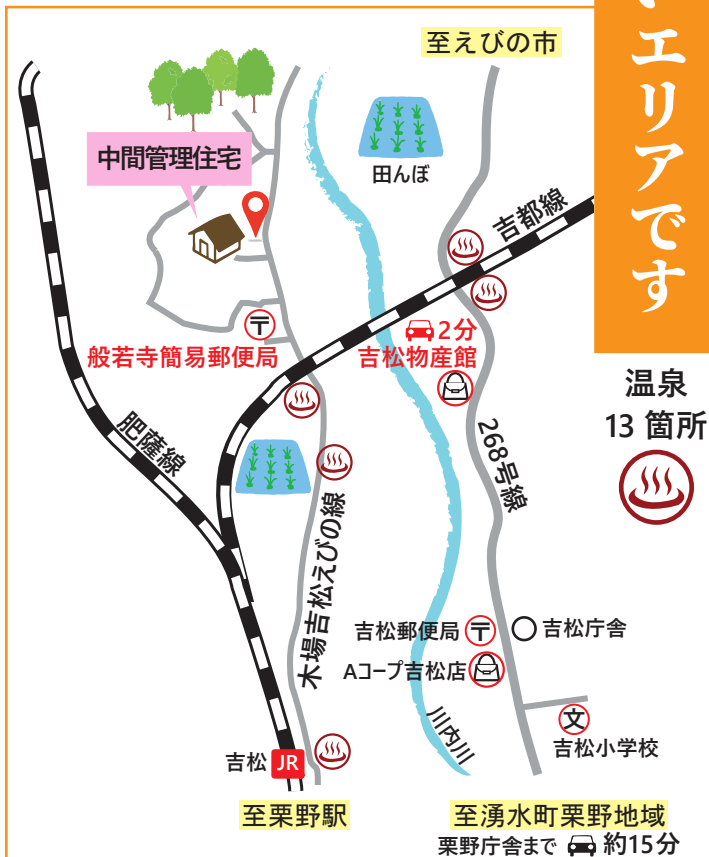 エリアです
至えびの市
中間管理住宅
田んぼ
吉都線
〒
般若寺簡易郵便局
2分
吉松物産館
温泉
13 箇所
肥薩線
268号線
木場吉松えびの線
吉松郵便局 〒
吉松庁舎
Aコープ吉松店
川内川
文
吉松小学校
吉松 JR
至栗野駅
至湧水町栗野地域
栗野庁舎まで 約15分